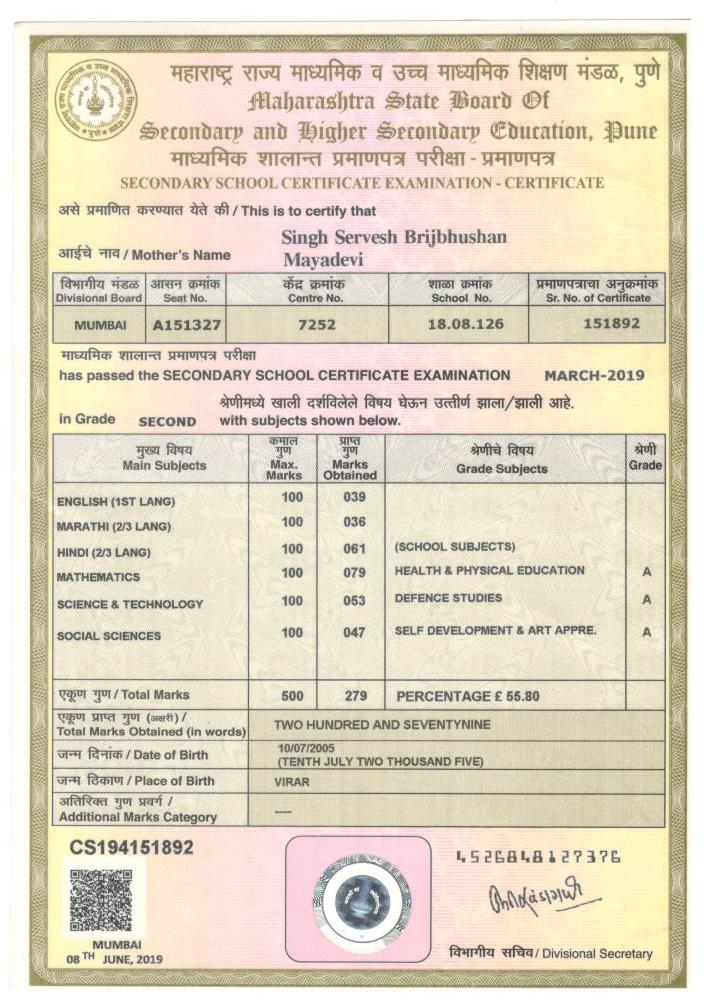 महाराष्ट्र राज्य माध्यमिक व उच्च माध्यमिक शिक्षण मंडळ, पुणे
Maharashtra State Board Of
Secondary and Higher Secondary Education, Pune
माध्यमिक शालान्त प्रमाणपत्र परीक्षा - प्रमाणपत्र
SECONDARY SCHOOL CERTIFICATE EXAMINATION - CERTIFICATE
असे प्रमाणित करण्यात येते की / This is to certify that
Singh Servesh Brijbhushan
आईचे नाव / Mother's Name Mayadevi
विभागीय मंडळ आसन क्रमांक केंद्र क्रमांक शाळा क्रमांक प्रमाणपत्राचा अनुक्रमांक
Divisional Board Seat No. Centre No. School No. Sr. No. of Certificate
MUMBAI A151327 7252 18.08.126 151892
माध्यमिक शालान्त प्रमाणपत्र परीक्षा
has passed the SECONDARY SCHOOL CERTIFICATE EXAMINATION MARCH-2019
श्रेणीमध्ये खाली दर्शविलेले विषय घेऊन उत्तीर्ण झाला/झाली आहे.
in Grade SECOND with subjects shown below.
मुख्य विषय कमाल गुण प्राप्त गुण श्रेणीचे विषय श्रेणी
Main Subjects Max. Marks Marks Obtained Grade Subjects Grade
ENGLISH (1ST LANG) 100 039
MARATHI (2/3 LANG) 100 036
HINDI (2/3 LANG) 100 061 (SCHOOL SUBJECTS)
MATHEMATICS 100 079 HEALTH & PHYSICAL EDUCATION A
SCIENCE & TECHNOLOGY 100 053 DEFENCE STUDIES A
SOCIAL SCIENCES 100 047 SELF DEVELOPMENT & ART APPRE. A
एकूण गुण / Total Marks 500 279 PERCENTAGE £ 55.80
एकूण प्राप्त गुण (अक्षरी) /
Total Marks Obtained (in words) TWO HUNDRED AND SEVENTYNINE
जन्म दिनांक / Date of Birth 10/07/2005
(TENTH JULY TWO THOUSAND FIVE)
जन्म ठिकाण / Place of Birth VIRAR
अतिरिक्त गुण प्रवर्ग /
Additional Marks Category ----
CS194151892
4526848127376
MUMBAI
08TH JUNE, 2019
विभागीय सचिव/ Divisional Secretary